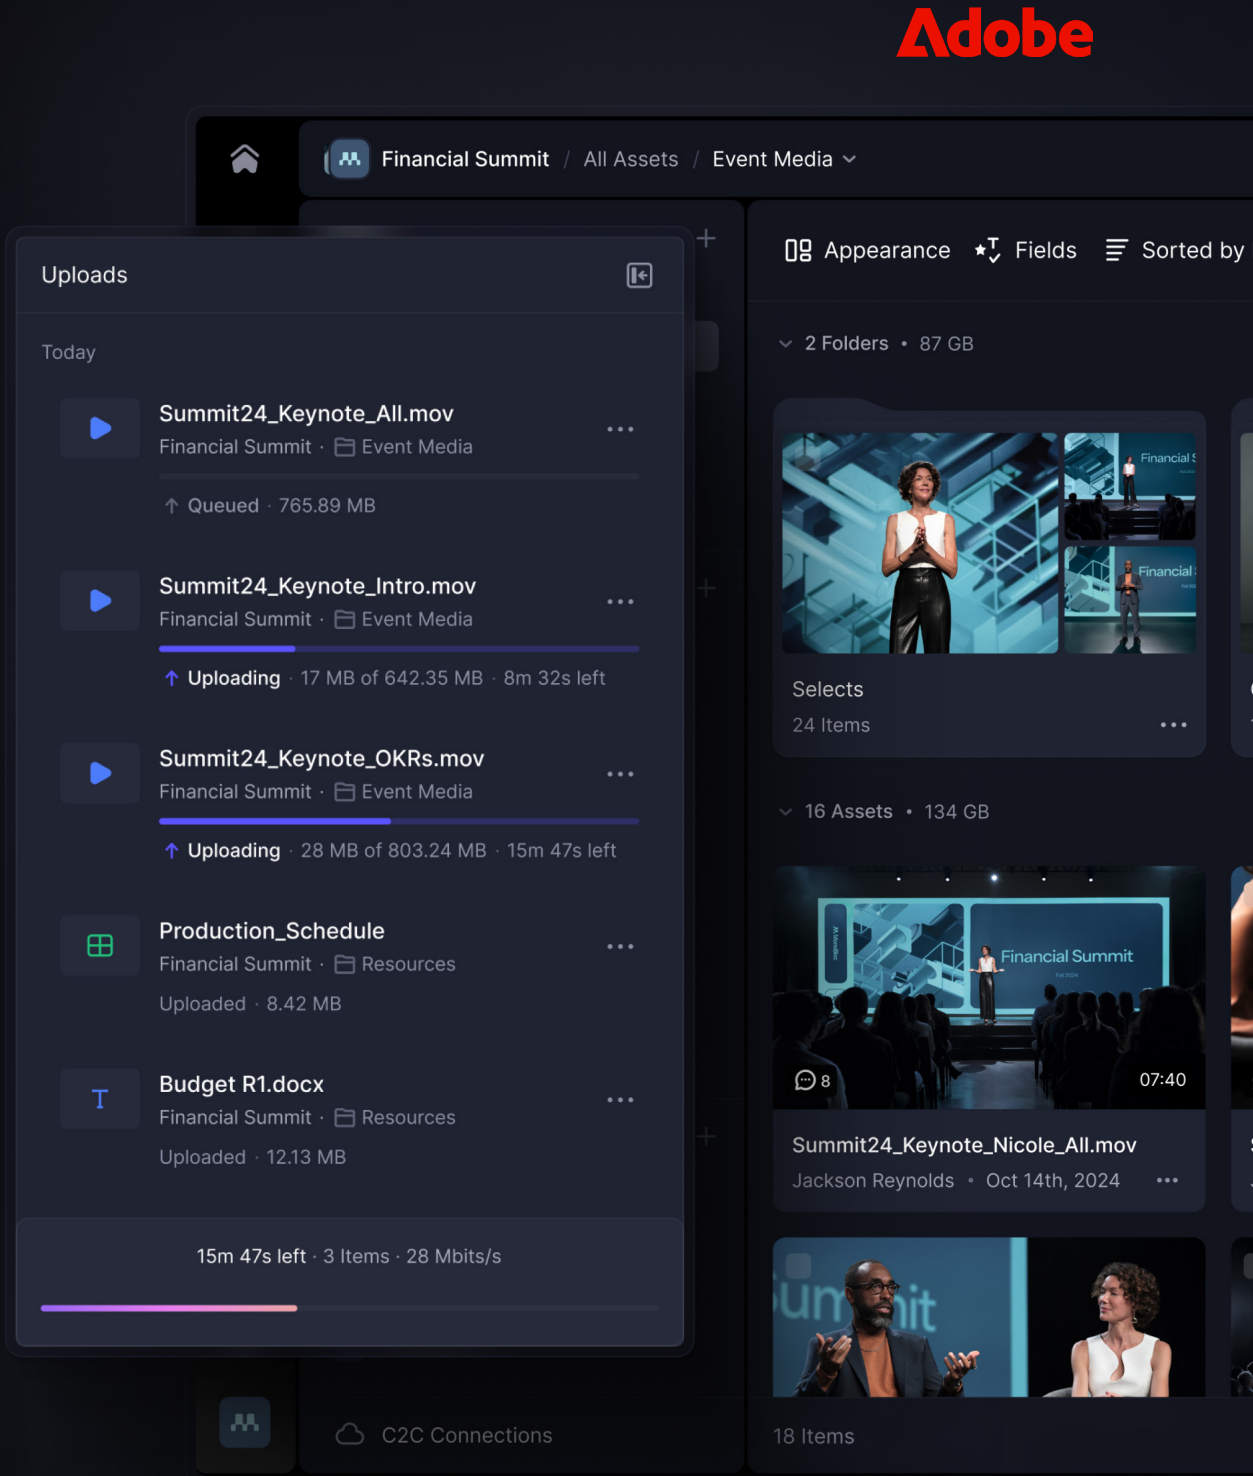 Adobe
Financial Summit / All Assets / Event Media
Uploads
Today
Summit24_Keynote_All.mov
Financial Summit · Event Media
Queued · 765.89 MB
Summit24_Keynote_Intro.mov
Financial Summit · Event Media
Uploading · 17 MB of 642.35 MB · 8m 32s left
Summit24_Keynote_OKRs.mov
Financial Summit · Event Media
Uploading · 28 MB of 803.24 MB · 15m 47s left
Production_Schedule
Financial Summit · Resources
Uploaded · 8.42 MB
Budget R1.docx
Financial Summit · Resources
Uploaded · 12.13 MB
15m 47s left · 3 Items · 28 Mbits/s
C2C Connections
Appearance Fields Sorted by
2 Folders • 87 GB
Financial S
Financial
Selects
24 Items
16 Assets • 134 GB
Financial Summit
Fall 2024
8
07:40
Summit24_Keynote_Nicole_All.mov
Jackson Reynolds • Oct 14th, 2024
Summit
18 Items